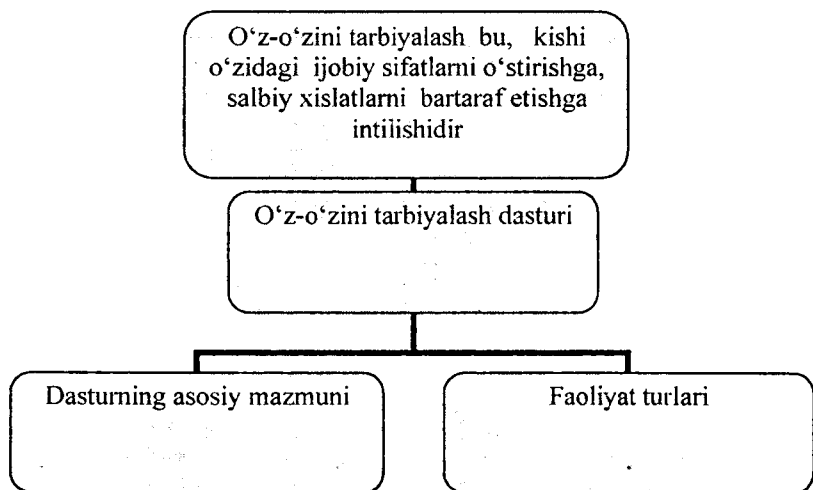 O‘z-o‘zini tarbiyalash bu, kishi
o‘zidagi ijobiy sifatlarni o‘stirishga,
salbiy xislatlarni bartaraf etishga
intilishidir
O‘z-o‘zini tarbiyalash dasturi
Dasturning asosiy mazmuni
Faoliyat turlari